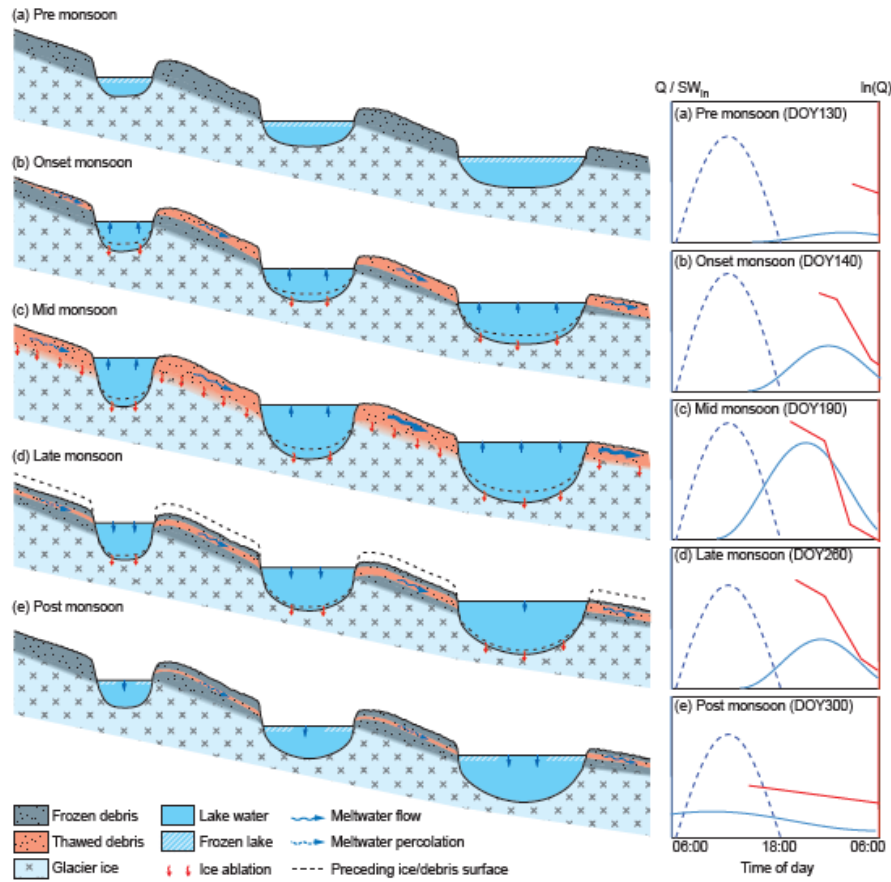 (a) Pre monsoon
(b) Onset monsoon
(c) Mid monsoon
(d) Late monsoon
(e) Post monsoon
Frozen debris
Lake water
Meltwater flow
Thawed debris
Frozen lake
Meltwater percolation
Glacier ice
Ice ablation
Preceding ice/debris surface
Q / SWIn
ln(Q)
(a) Pre monsoon (DOY130)
(b) Onset monsoon (DOY140)
(c) Mid monsoon (DOY190)
(d) Late monsoon (DOY260)
(e) Post monsoon (DOY300)
06:00 18:00 06:00
Time of day